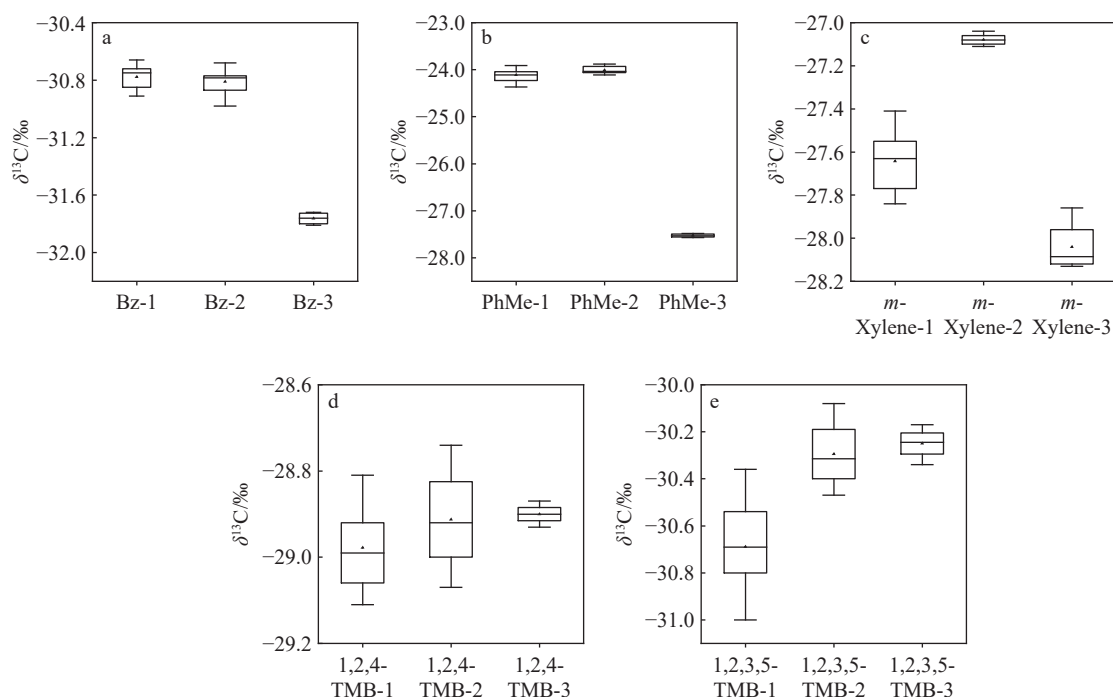 a
δ¹³C/‰
−30.4
−30.8
−31.2
−31.6
−32.0
Bz-1 Bz-2 Bz-3
b
δ¹³C/‰
−23.0
−24.0
−25.0
−26.0
−27.0
−28.0
PhMe-1 PhMe-2 PhMe-3
c
δ¹³C/‰
−27.0
−27.2
−27.4
−27.6
−27.8
−28.0
−28.2
m- m- m-
Xylene-1 Xylene-2 Xylene-3
d
δ¹³C/‰
−28.6
−28.8
−29.0
−29.2
1,2,4- 1,2,4- 1,2,4-
TMB-1 TMB-2 TMB-3
e
δ¹³C/‰
−30.0
−30.2
−30.4
−30.6
−30.8
−31.0
1,2,3,5- 1,2,3,5- 1,2,3,5-
TMB-1 TMB-2 TMB-3